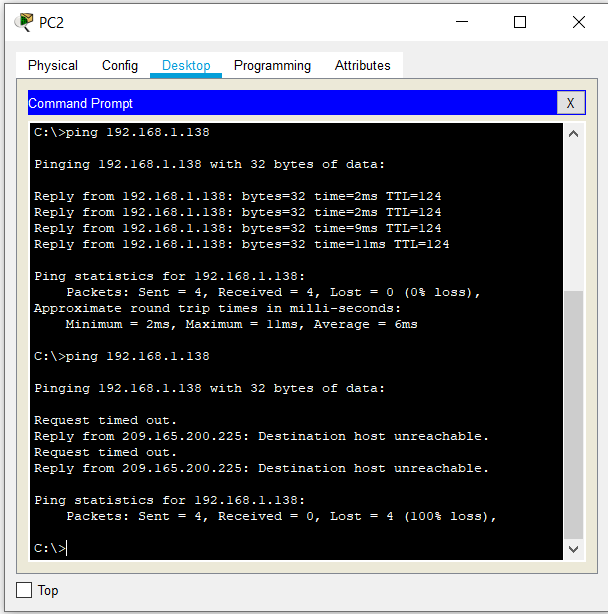 PC2
Physical Config Desktop Programming Attributes
Command Prompt X
C:\>ping 192.168.1.138
Pinging 192.168.1.138 with 32 bytes of data:
Reply from 192.168.1.138: bytes=32 time=2ms TTL=124
Reply from 192.168.1.138: bytes=32 time=2ms TTL=124
Reply from 192.168.1.138: bytes=32 time=9ms TTL=124
Reply from 192.168.1.138: bytes=32 time=11ms TTL=124
Ping statistics for 192.168.1.138:
Packets: Sent = 4, Received = 4, Lost = 0 (0% loss),
Approximate round trip times in milli-seconds:
Minimum = 2ms, Maximum = 11ms, Average = 6ms
C:\>ping 192.168.1.138
Pinging 192.168.1.138 with 32 bytes of data:
Request timed out.
Reply from 209.165.200.225: Destination host unreachable.
Request timed out.
Reply from 209.165.200.225: Destination host unreachable.
Ping statistics for 192.168.1.138:
Packets: Sent = 4, Received = 0, Lost = 4 (100% loss),
C:\>
Top